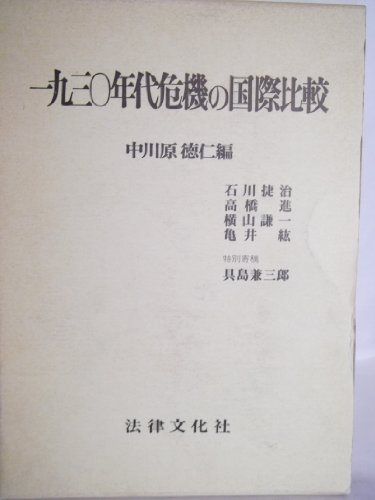 一九三〇年代危機の国際比較
中川原徳仁編
石川捷治
高橋進
横山謙一
亀井紘
特別寄稿
具島兼三郎
法律文化社